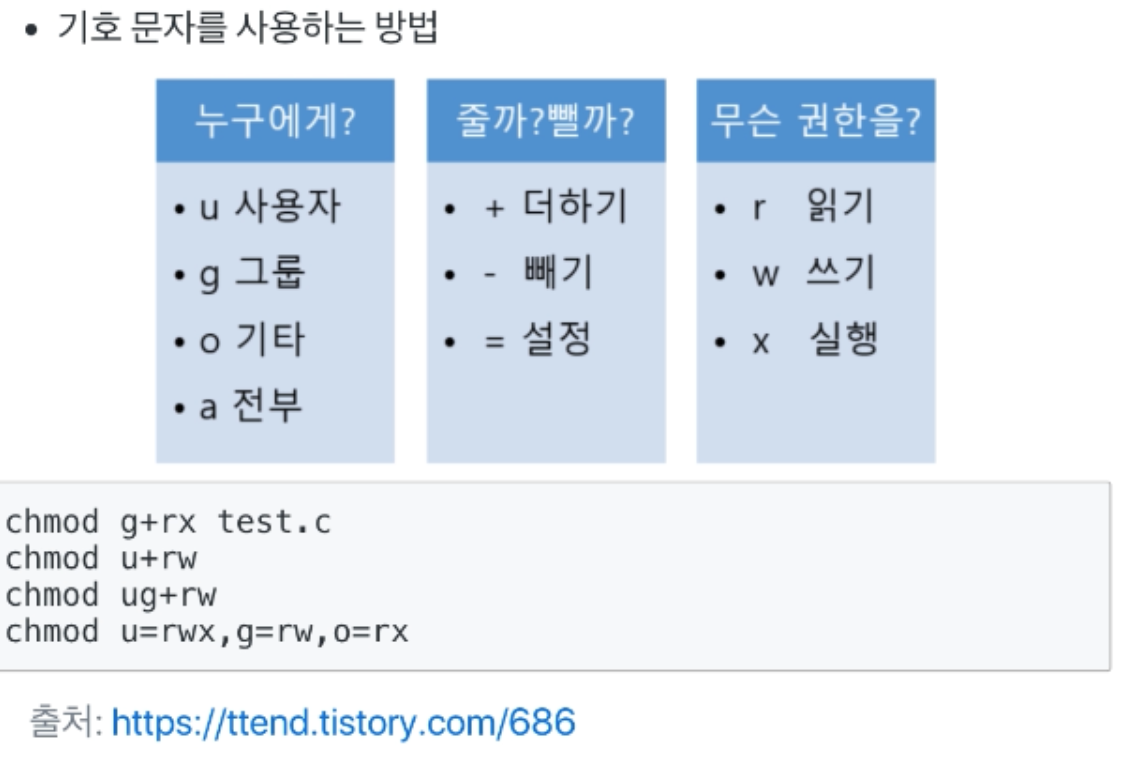 • 기호 문자를 사용하는 방법
누구에게?
• u 사용자
• g 그룹
• o 기타
• a 전부
줄까?뺄까?
• + 더하기
• - 빼기
• = 설정
무슨 권한을?
• r 읽기
• w 쓰기
• x 실행
chmod g+rx test.c
chmod u+rw
chmod ug+rw
chmod u=rwx,g=rw,o=rx
출처: https://ttend.tistory.com/686